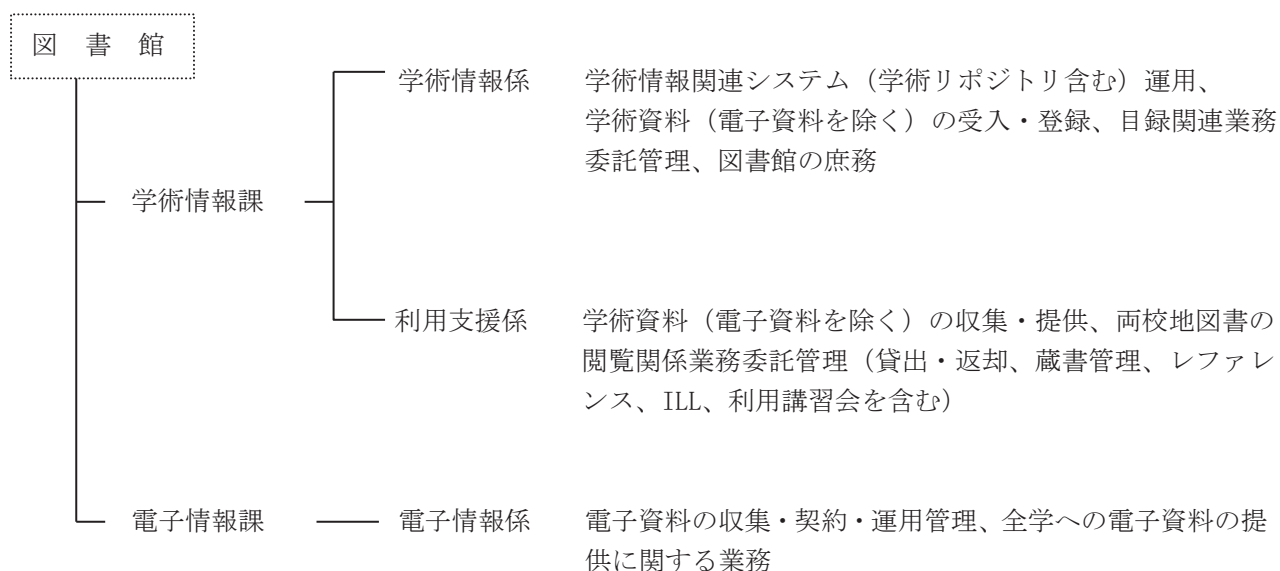 図 書 館
学術情報係
学術情報関連システム（学術リポジトリ含む）運用、
学術資料（電子資料を除く）の受入・登録、目録関連業務
委託管理、図書館の庶務
学術情報課
利用支援係
学術資料（電子資料を除く）の収集・提供、両校地図書の
閲覧関係業務委託管理（貸出・返却、蔵書管理、レファレ
ンス、ILL、利用講習会を含む）
電子情報課
電子情報係
電子資料の収集・契約・運用管理、全学への電子資料の提
供に関する業務